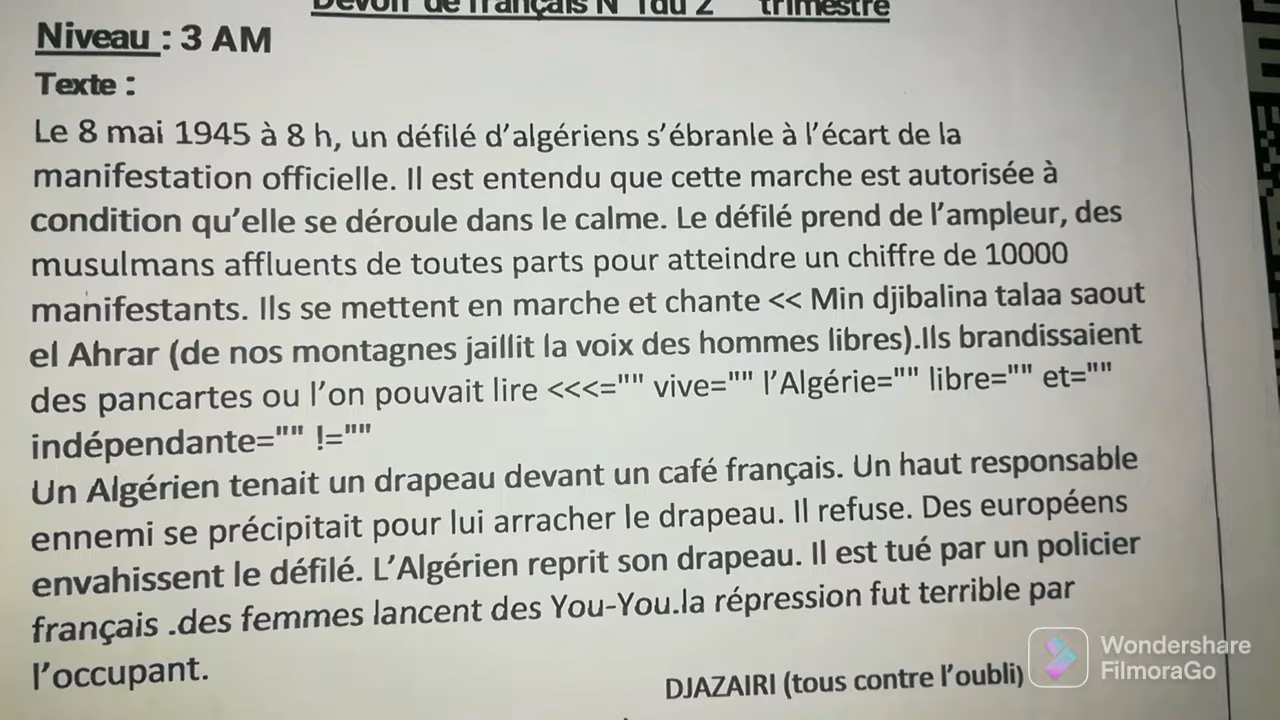 Devoir de français N°1du 2 trimestre
Niveau : 3 AM
Texte :
Le 8 mai 1945 à 8 h, un défilé d’algériens s’ébranle à l’écart de la
manifestation officielle. Il est entendu que cette marche est autorisée à
condition qu’elle se déroule dans le calme. Le défilé prend de l’ampleur, des
musulmans affluents de toutes parts pour atteindre un chiffre de 10000
manifestants. Ils se mettent en marche et chante << Min djibalina talaa saout
el Ahrar (de nos montagnes jaillit la voix des hommes libres).Ils brandissaient
des pancartes ou l’on pouvait lire <<<="" vive="" l’Algérie="" libre="" et=""
indépendante="" !=""
Un Algérien tenait un drapeau devant un café français. Un haut responsable
ennemi se précipitait pour lui arracher le drapeau. Il refuse. Des européens
envahissent le défilé. L’Algérien reprit son drapeau. Il est tué par un policier
français .des femmes lancent des You-You.la répression fut terrible par
l’occupant.
DJAZAIRI (tous contre l’oubli)
Wondershare
FilmoraGo